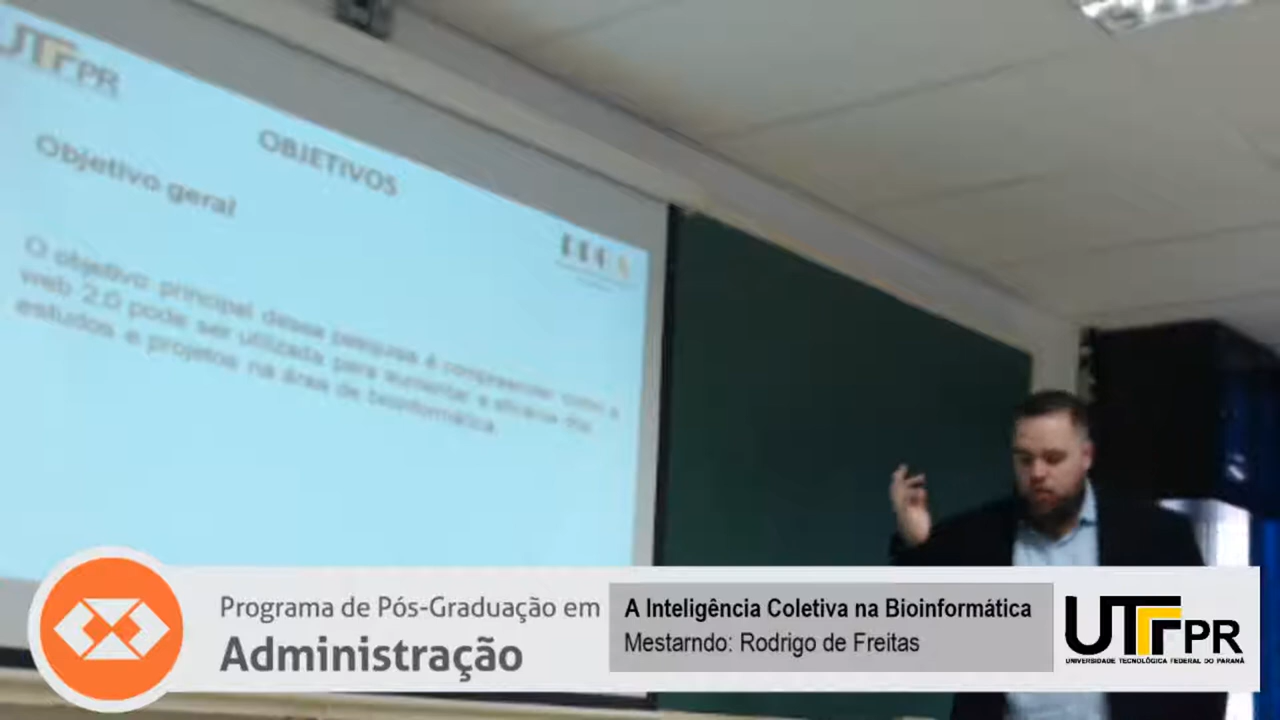 UTFPR
OBJETIVOS
Objetivo geral
O objetivo principal dessa pesquisa é compreender como a
web 2.0 pode ser utilizada para aumentar a eficácia dos
estudos e projetos na área de bioinformática.
Programa de Pós-Graduação em
Administração
A Inteligência Coletiva na Bioinformática
Mestarndo: Rodrigo de Freitas
UTFPR
UNIVERSIDADE TECNOLÓGICA FEDERAL DO PARANÁ